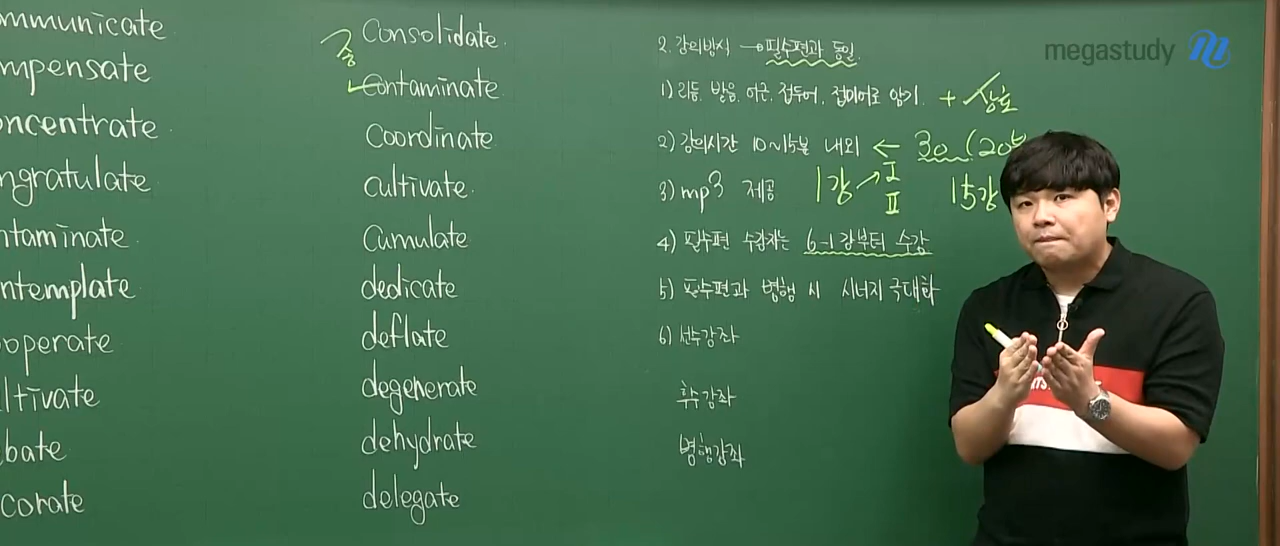 mmunicate
mpensate
ncentrate
ngratulate
ntaminate
ntemplate
operate
ltivate
bate
corate
Consolidate.
중
Contaminate
Coordinate
cultivate
Cumulate
dedicate
deflate
degenerate
dehydrate
delegate
megastudy
2. 강의방식 → 필수편과 동일.
1) 리듬, 발음, 어근, 접두어, 접미어로 암기. +
2) 강의시간 10~15분 내외 ← 30 (20분
3) mp3 제공 1강 → I
II 15강
4) 필수편 수강자는 6-1강부터 수강
5) 필수편과 병행 시 시너지 극대화
6) 선수강좌
후수강좌
병행강좌